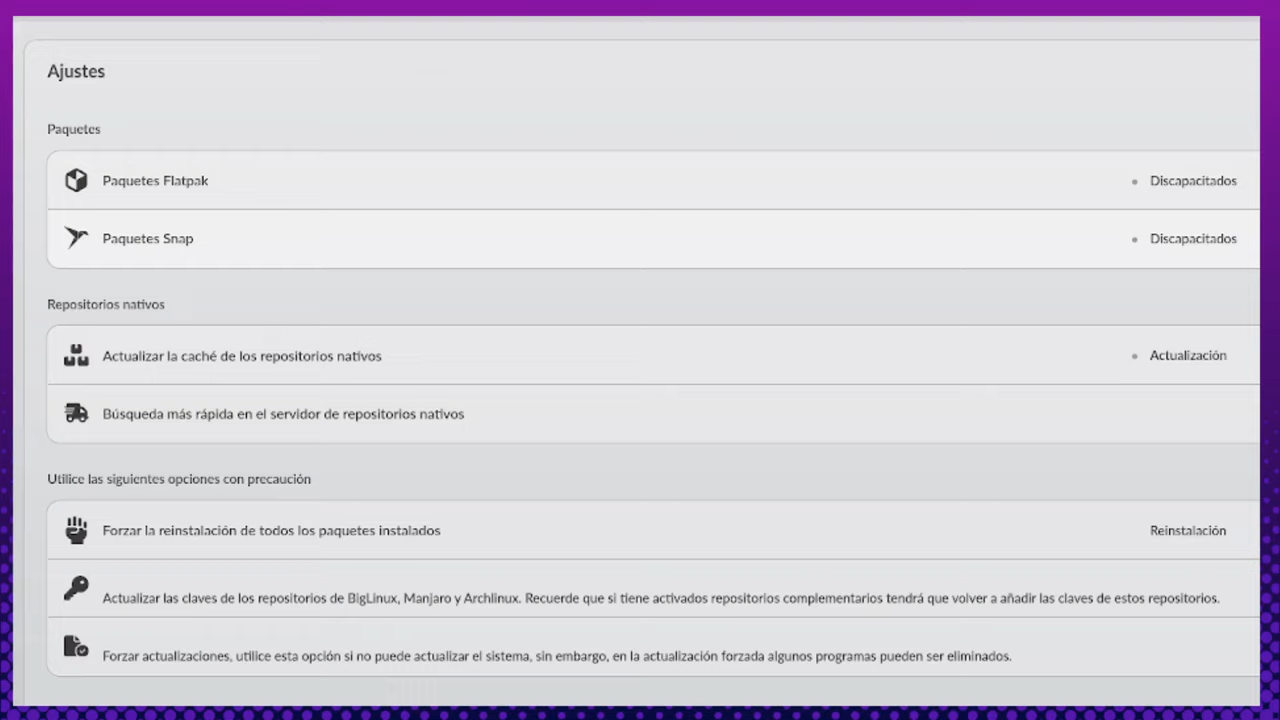 Ajustes
Paquetes
Paquetes Flatpak
Discapacitados
Paquetes Snap
Discapacitados
Repositorios nativos
Actualizar la caché de los repositorios nativos
Actualización
Búsqueda más rápida en el servidor de repositorios nativos
Utilice las siguientes opciones con precaución
Forzar la reinstalación de todos los paquetes instalados
Reinstalación
Actualizar las claves de los repositorios de BigLinux, Manjaro y Archlinux. Recuerde que si tiene activados repositorios complementarios tendrá que volver a añadir las claves de estos repositorios.
Forzar actualizaciones, utilice esta opción si no puede actualizar el sistema, sin embargo, en la actualización forzada algunos programas pueden ser eliminados.